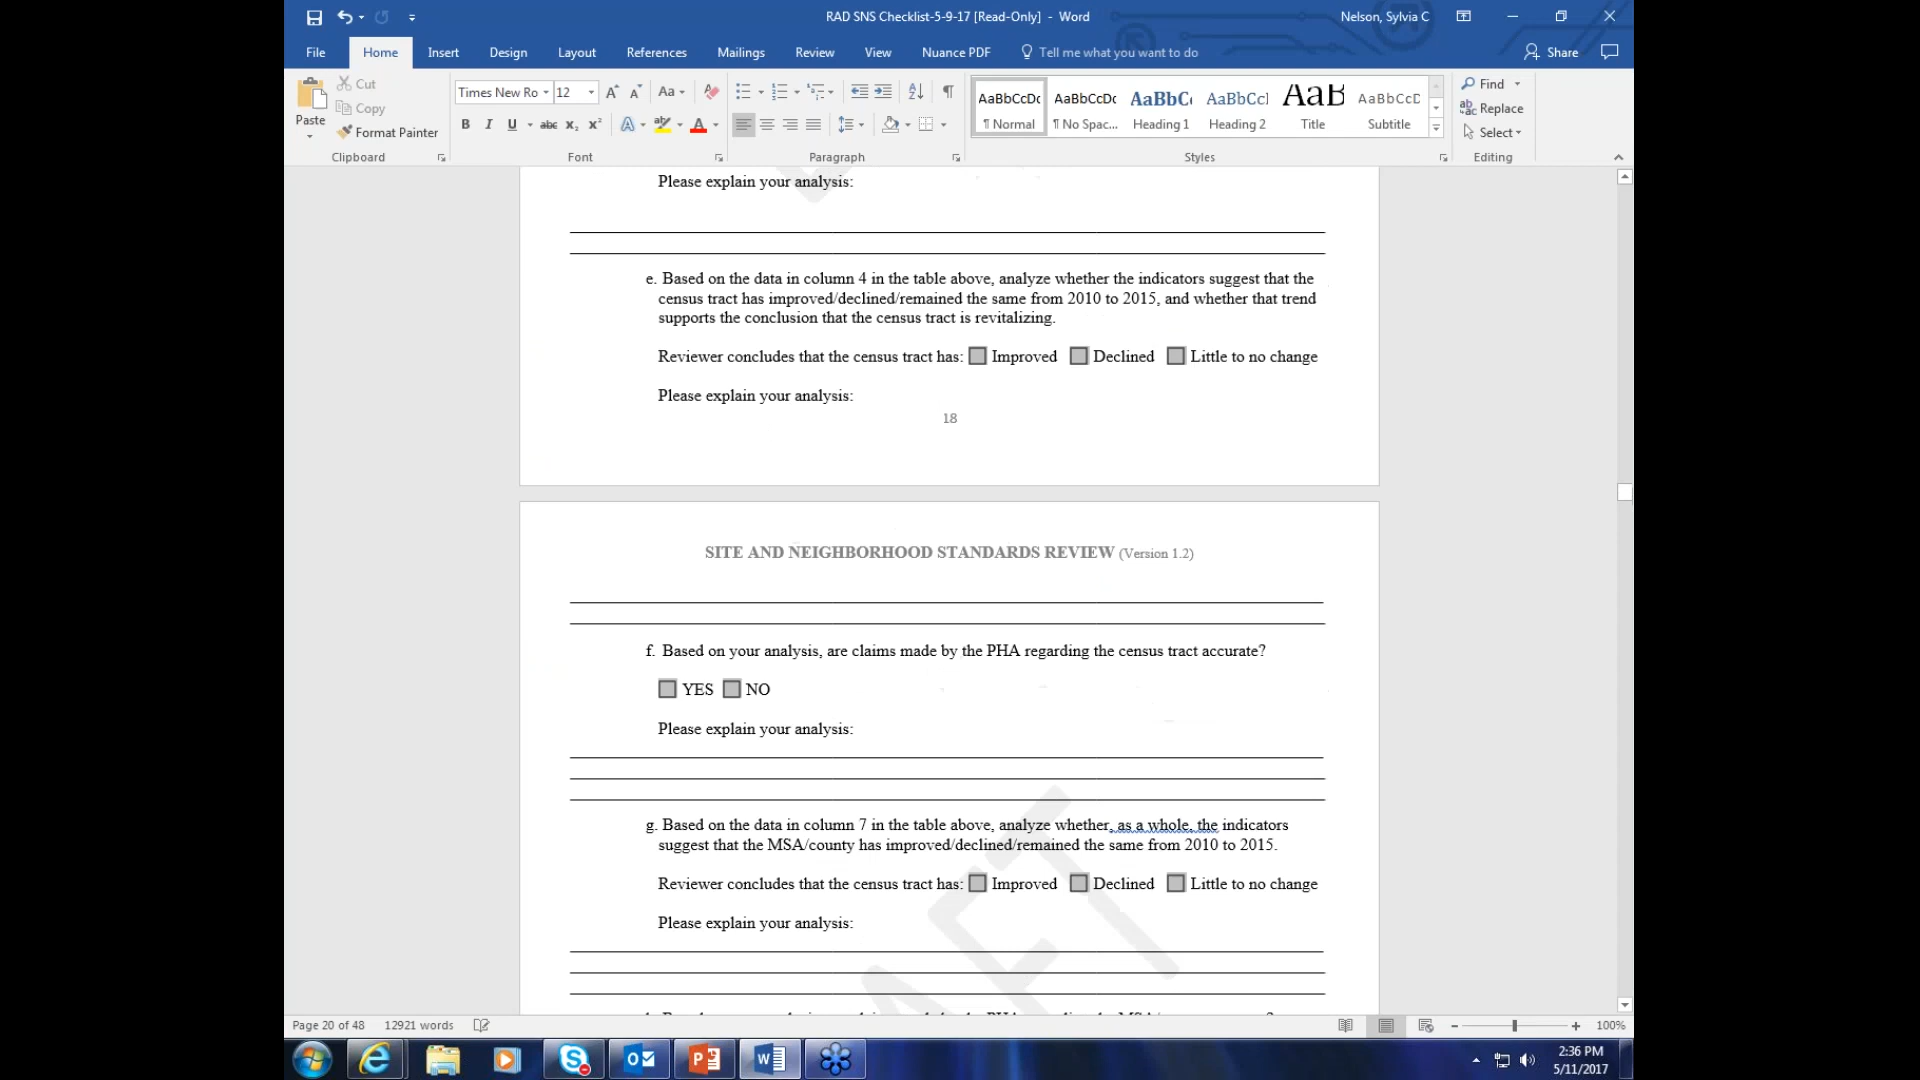 RAD SNS Checklist-5-9-17 [Read-Only] - Word
Nelson, Sylvia C
File Home Insert Design Layout References Mailings Review View Nuance PDF Tell me what you want to do Share
Paste
Cut
Copy
Format Painter
Clipboard
Times New Ro 12
Font
Paragraph
AaBbCcDc ¶ Normal
AaBbCcDc ¶ No Spac...
AaBbC Heading 1
AaBbCcl Heading 2
AaB Title
AaBbCcD Subtitle
Styles
Find
Replace
Select
Editing
Please explain your analysis:
e. Based on the data in column 4 in the table above, analyze whether the indicators suggest that the
census tract has improved/declined/remained the same from 2010 to 2015, and whether that trend
supports the conclusion that the census tract is revitalizing.
Reviewer concludes that the census tract has: Improved Declined Little to no change
Please explain your analysis:
18
SITE AND NEIGHBORHOOD STANDARDS REVIEW (Version 1.2)
f. Based on your analysis, are claims made by the PHA regarding the census tract accurate?
YES NO
Please explain your analysis:
g. Based on the data in column 7 in the table above, analyze whether, as a whole, the indicators
suggest that the MSA/county has improved/declined/remained the same from 2010 to 2015.
Reviewer concludes that the census tract has: Improved Declined Little to no change
Please explain your analysis:
Page 20 of 48 12921 words
100%
2:36 PM
5/11/2017